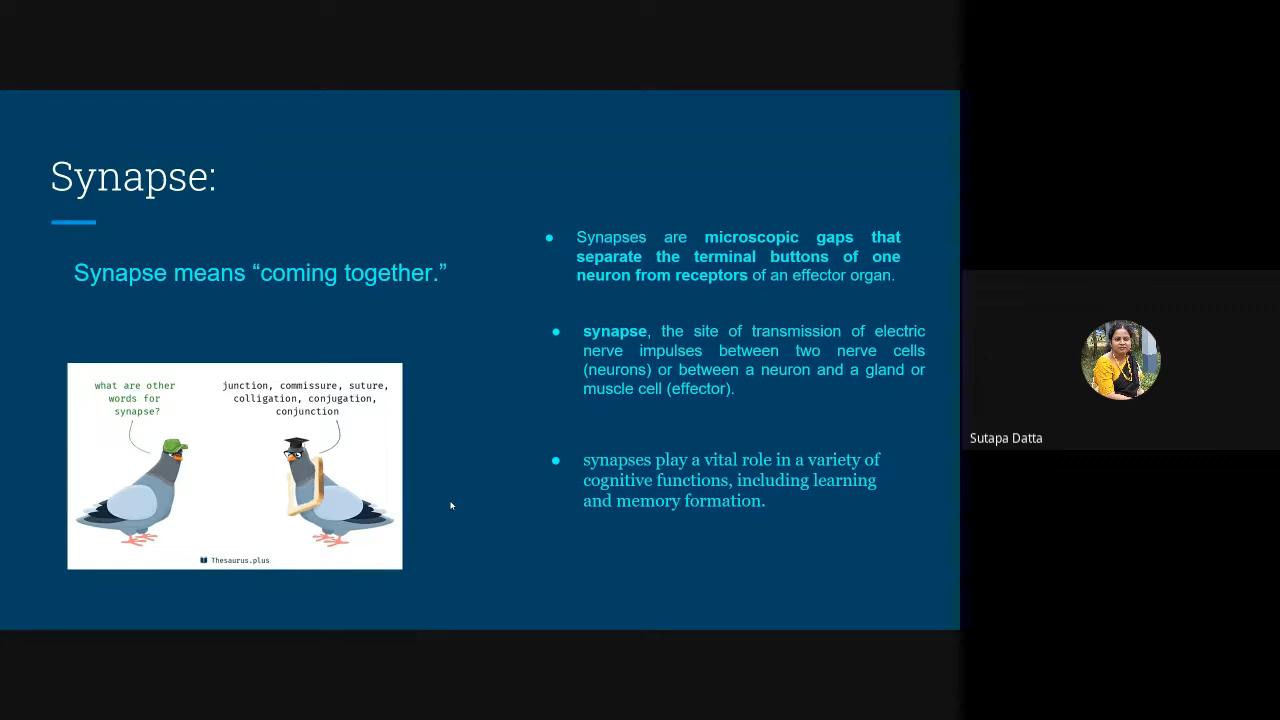 Synapse:
Synapse means “coming together.”
what are other
words for
synapse?
junction, commissure, suture,
colligation, conjugation,
conjunction
Thesaurus.plus
● Synapses are microscopic gaps that
separate the terminal buttons of one
neuron from receptors of an effector organ.
● synapse, the site of transmission of electric
nerve impulses between two nerve cells
(neurons) or between a neuron and a gland or
muscle cell (effector).
● synapses play a vital role in a variety of
cognitive functions, including learning
and memory formation.
Sutapa Datta